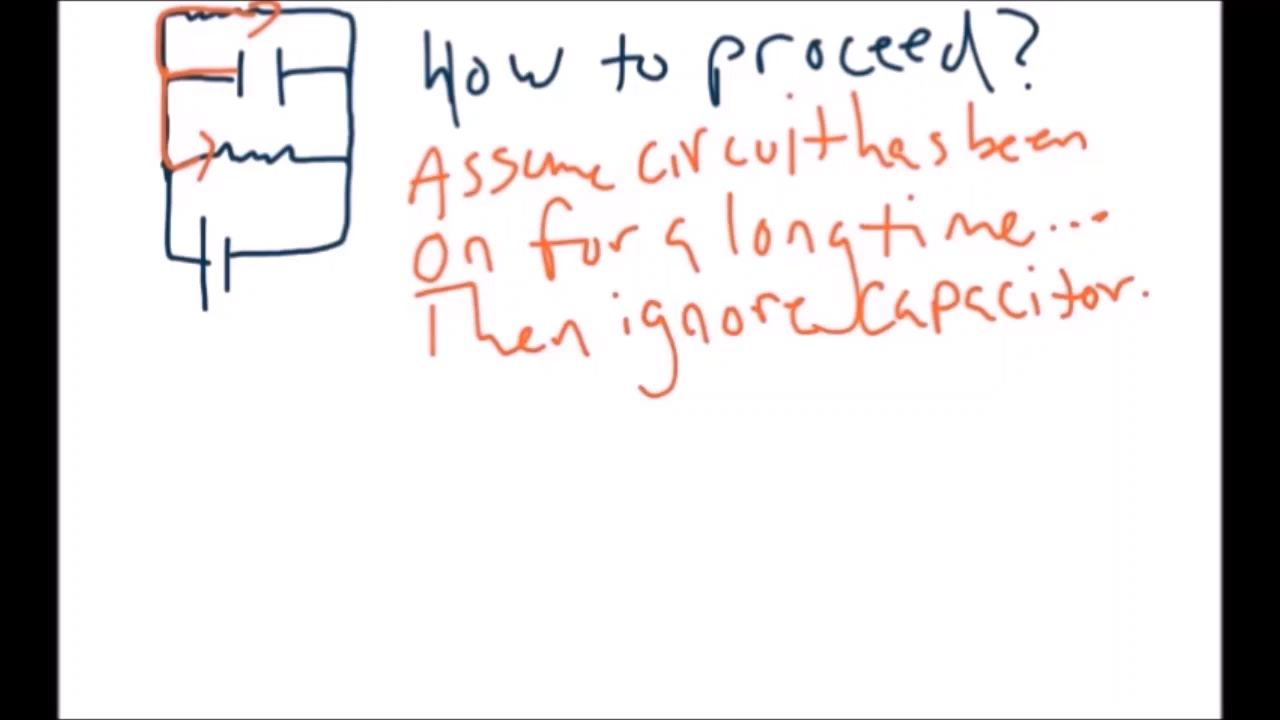 How to proceed?
Assume circuit has been
on for a long time...
Then ignore capacitor.